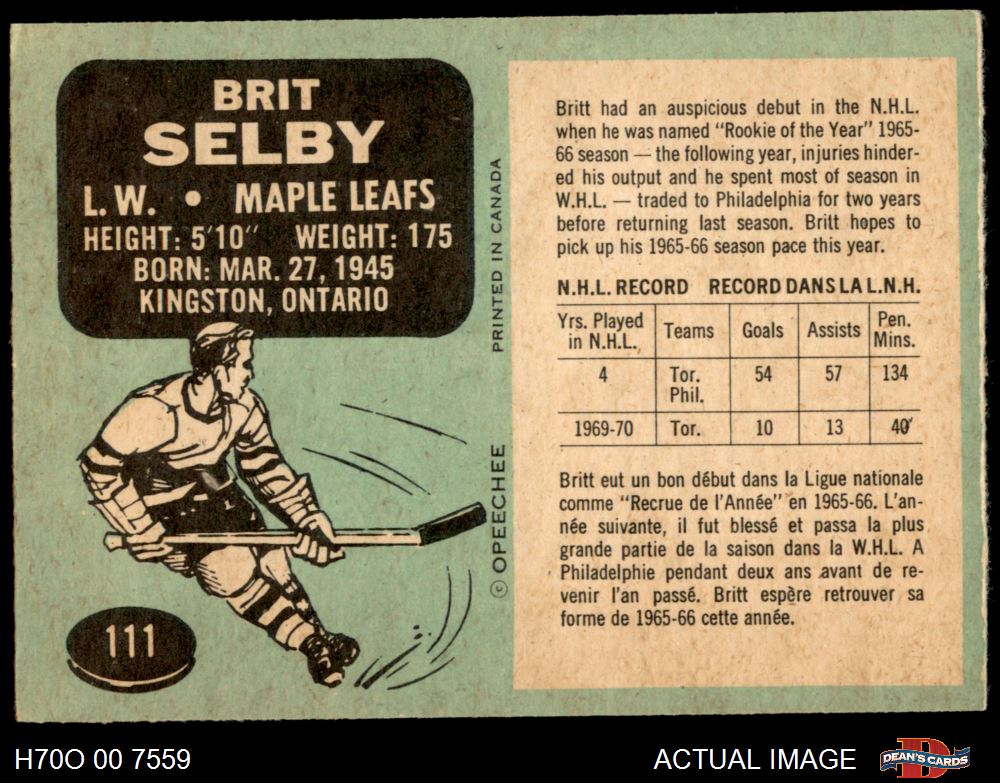 BRIT
SELBY
L.W. • MAPLE LEAFS
HEIGHT: 5'10" WEIGHT: 175
BORN: MAR. 27, 1945
KINGSTON, ONTARIO
111
© OPEECHEE PRINTED IN CANADA
Britt had an auspicious debut in the N.H.L.
when he was named "Rookie of the Year" 1965-
66 season — the following year, injuries hinder-
ed his output and he spent most of season in
W.H.L. — traded to Philadelphia for two years
before returning last season. Britt hopes to
pick up his 1965-66 season pace this year.
N.H.L. RECORD RECORD DANS LA L.N.H.
Yrs. Played in N.H.L. Teams Goals Assists Pen. Mins.
4 Tor. Phil. 54 57 134
1969-70 Tor. 10 13 40
Britt eut un bon début dans la Ligue nationale
comme "Recrue de l'Année" en 1965-66. L'an-
née suivante, il fut blessé et passa la plus
grande partie de la saison dans la W.H.L. A
Philadelphie pendant deux ans avant de re-
venir l'an passé. Britt espère retrouver sa
forme de 1965-66 cette année.
H70O 00 7559
ACTUAL IMAGE
D
DEAN'S CARDS